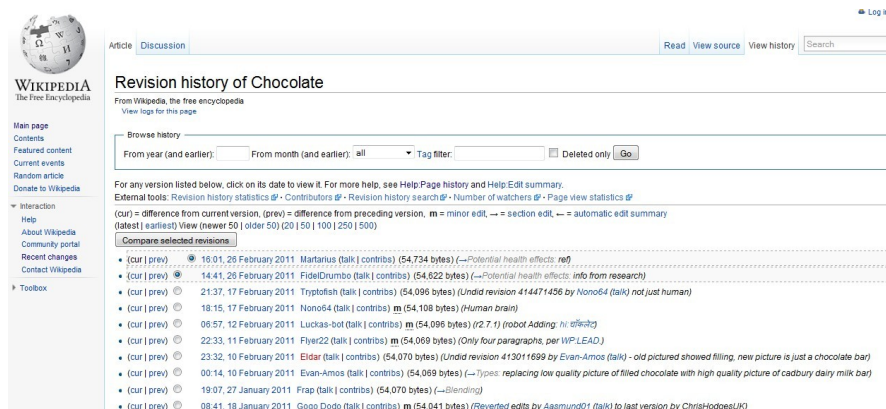 Log i
Article Discussion Read View source View history Search
WIKIPEDIA
The Free Encyclopedia
Revision history of Chocolate
From Wikipedia, the free encyclopedia
View logs for this page
Main page
Contents
Featured content
Current events
Random article
Donate to Wikipedia
Interaction
Help
About Wikipedia
Community portal
Recent changes
Contact Wikipedia
Toolbox
Browse history
From year (and earlier): From month (and earlier): all Tag filter: Deleted only Go
For any version listed below, click on its date to view it. For more help, see Help:Page history and Help:Edit summary.
External tools: Revision history statistics · Contributors · Revision history search · Number of watchers · Page view statistics
(cur) = difference from current version, (prev) = difference from preceding version, m = minor edit, → = section edit, ← = automatic edit summary
(latest | earliest) View (newer 50 | older 50) (20 | 50 | 100 | 250 | 500)
Compare selected revisions
(cur | prev) 16:01, 26 February 2011 Martarius (talk | contribs) (54,734 bytes) (→Potential health effects: ref)
(cur | prev) 14:41, 26 February 2011 FidelDrumbo (talk | contribs) (54,622 bytes) (→Potential health effects: info from research)
(cur | prev) 21:37, 17 February 2011 Tryptofish (talk | contribs) (54,096 bytes) (Undid revision 414471456 by Nono64 (talk) not just human)
(cur | prev) 18:15, 17 February 2011 Nono64 (talk | contribs) m (54,108 bytes) (Human brain)
(cur | prev) 06:57, 12 February 2011 Luckas-bot (talk | contribs) m (54,096 bytes) (r2.7.1) (robot Adding: hi:चॉकलेट)
(cur | prev) 22:33, 11 February 2011 Flyer22 (talk | contribs) m (54,069 bytes) (Only four paragraphs, per WP:LEAD.)
(cur | prev) 23:32, 10 February 2011 Eldar (talk | contribs) (54,070 bytes) (Undid revision 413011699 by Evan-Amos (talk) - old pictured showed filling, new picture is just a chocolate bar)
(cur | prev) 00:14, 10 February 2011 Evan-Amos (talk | contribs) (54,069 bytes) (→Types: replacing low quality picture of filled chocolate with high quality picture of cadbury dairy milk bar)
(cur | prev) 19:07, 27 January 2011 Frap (talk | contribs) (54,070 bytes) (→Blending)
(cur | prev) 08:41, 18 January 2011 Gogo Dodo (talk | contribs) m (54,041 bytes) (Reverted edits by Aasmund01 (talk) to last version by ChrisHodgesUK)